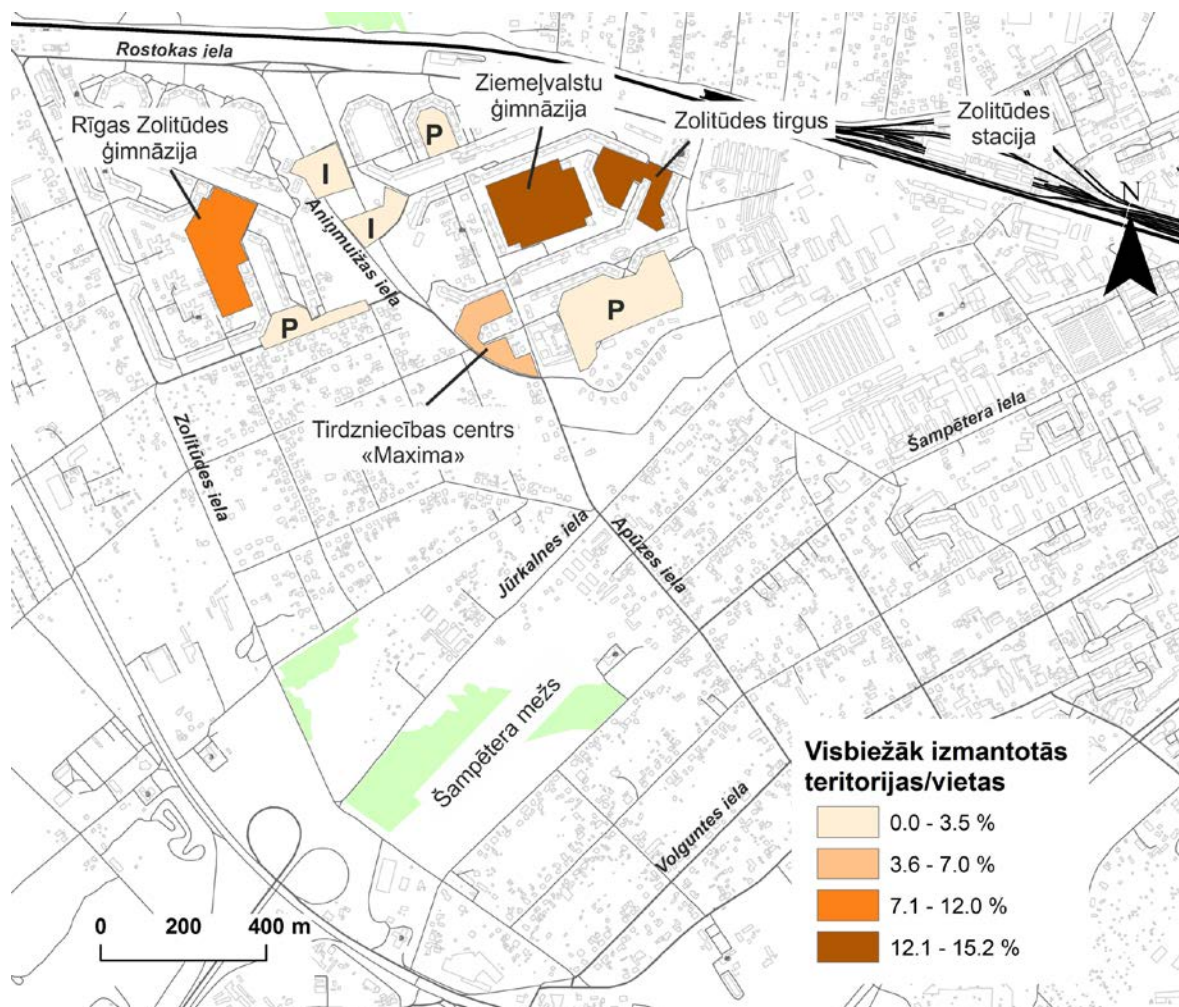 Rostokas iela
Ziemeļvalstu
ģimnāzija
Rīgas Zolitūdes
ģimnāzija
Zolitūdes tirgus
Zolitūdes
stacija
P
N
I
I
Aniņmuižas iela
P
P
Tirdzniecības centrs
«Maxima»
Zolitūdes iela
Šampētera iela
Jūrkalnes iela
Apūzes iela
Šampētera mežs
Volguntes iela
Visbiežāk izmantotās
teritorijas/vietas
0.0 - 3.5 %
3.6 - 7.0 %
7.1 - 12.0 %
12.1 - 15.2 %
0 200 400 m